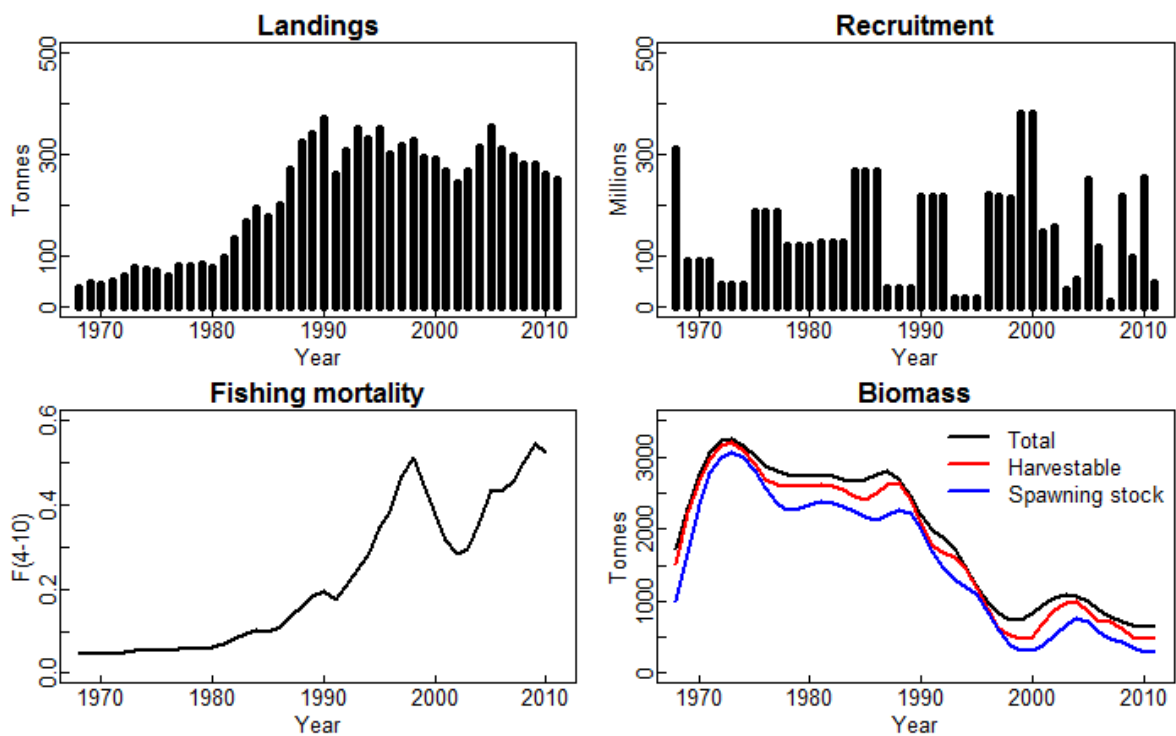 Landings
500
300
100
0
Tonnes
1970 1980 1990 2000 2010
Year
Recruitment
500
300
100
0
Millions
1970 1980 1990 2000 2010
Year
Fishing mortality
0.6
0.4
0.2
0.0
F(4-10)
1970 1980 1990 2000 2010
Year
Biomass
3000
2000
1000
0
Tonnes
Total
Harvestable
Spawning stock
1970 1980 1990 2000 2010
Year